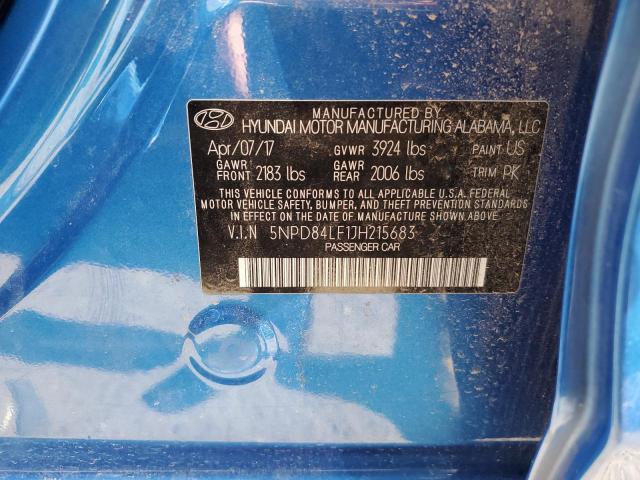 MANUFACTURED BY
HYUNDAI MOTOR MANUFACTURING ALABAMA, LLC
Apr/07/17 GVWR 3924 lbs PAINT US
GAWR FRONT 2183 lbs GAWR REAR 2006 lbs TRIM PK
THIS VEHICLE CONFORMS TO ALL APPLICABLE U.S.A. FEDERAL
MOTOR VEHICLE SAFETY, BUMPER, AND THEFT PREVENTION STANDARDS
IN EFFECT ON THE DATE OF MANUFACTURE SHOWN ABOVE.
V.I.N 5NPD84LF1JH215683
PASSENGER CAR